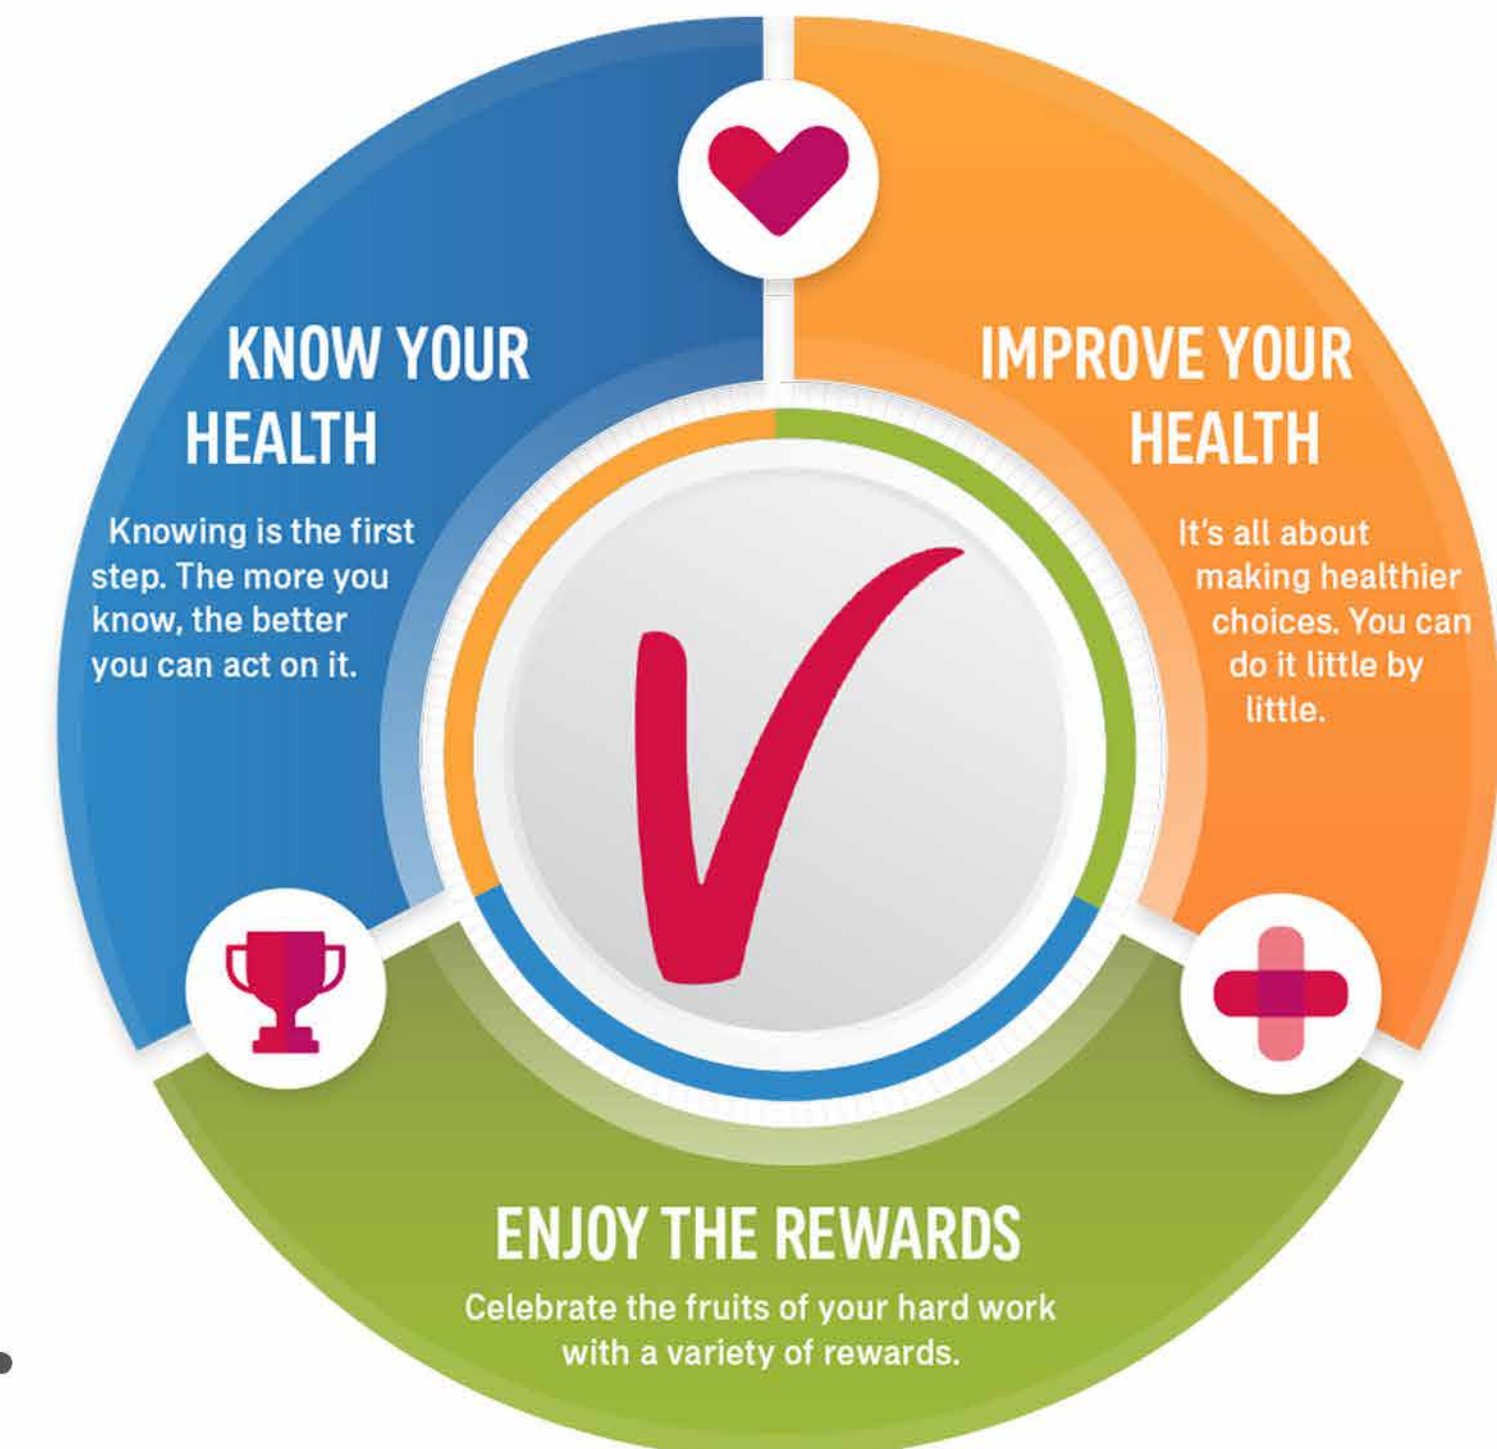 KNOW YOUR
HEALTH
Knowing is the first
step. The more you
know, the better
you can act on it.
IMPROVE YOUR
HEALTH
It's all about
making healthier
choices. You can
do it little by
little.
V
ENJOY THE REWARDS
Celebrate the fruits of your hard work
with a variety of rewards.